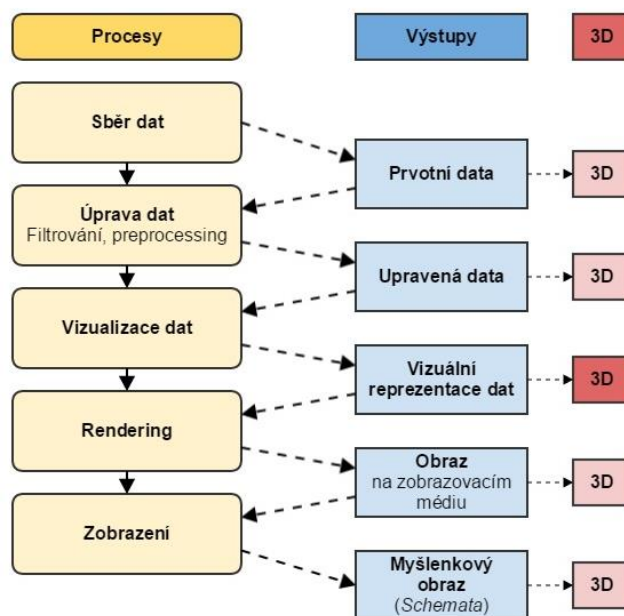 Procesy
Výstupy
3D
Sběr dat
Prvotní data
3D
Úprava dat
Filtrování, preprocessing
Upravená data
3D
Vizualizace dat
Vizuální
reprezentace dat
3D
Rendering
Obraz
na zobrazovacím
médiu
3D
Zobrazení
Myšlenkový
obraz
(Schemata)
3D